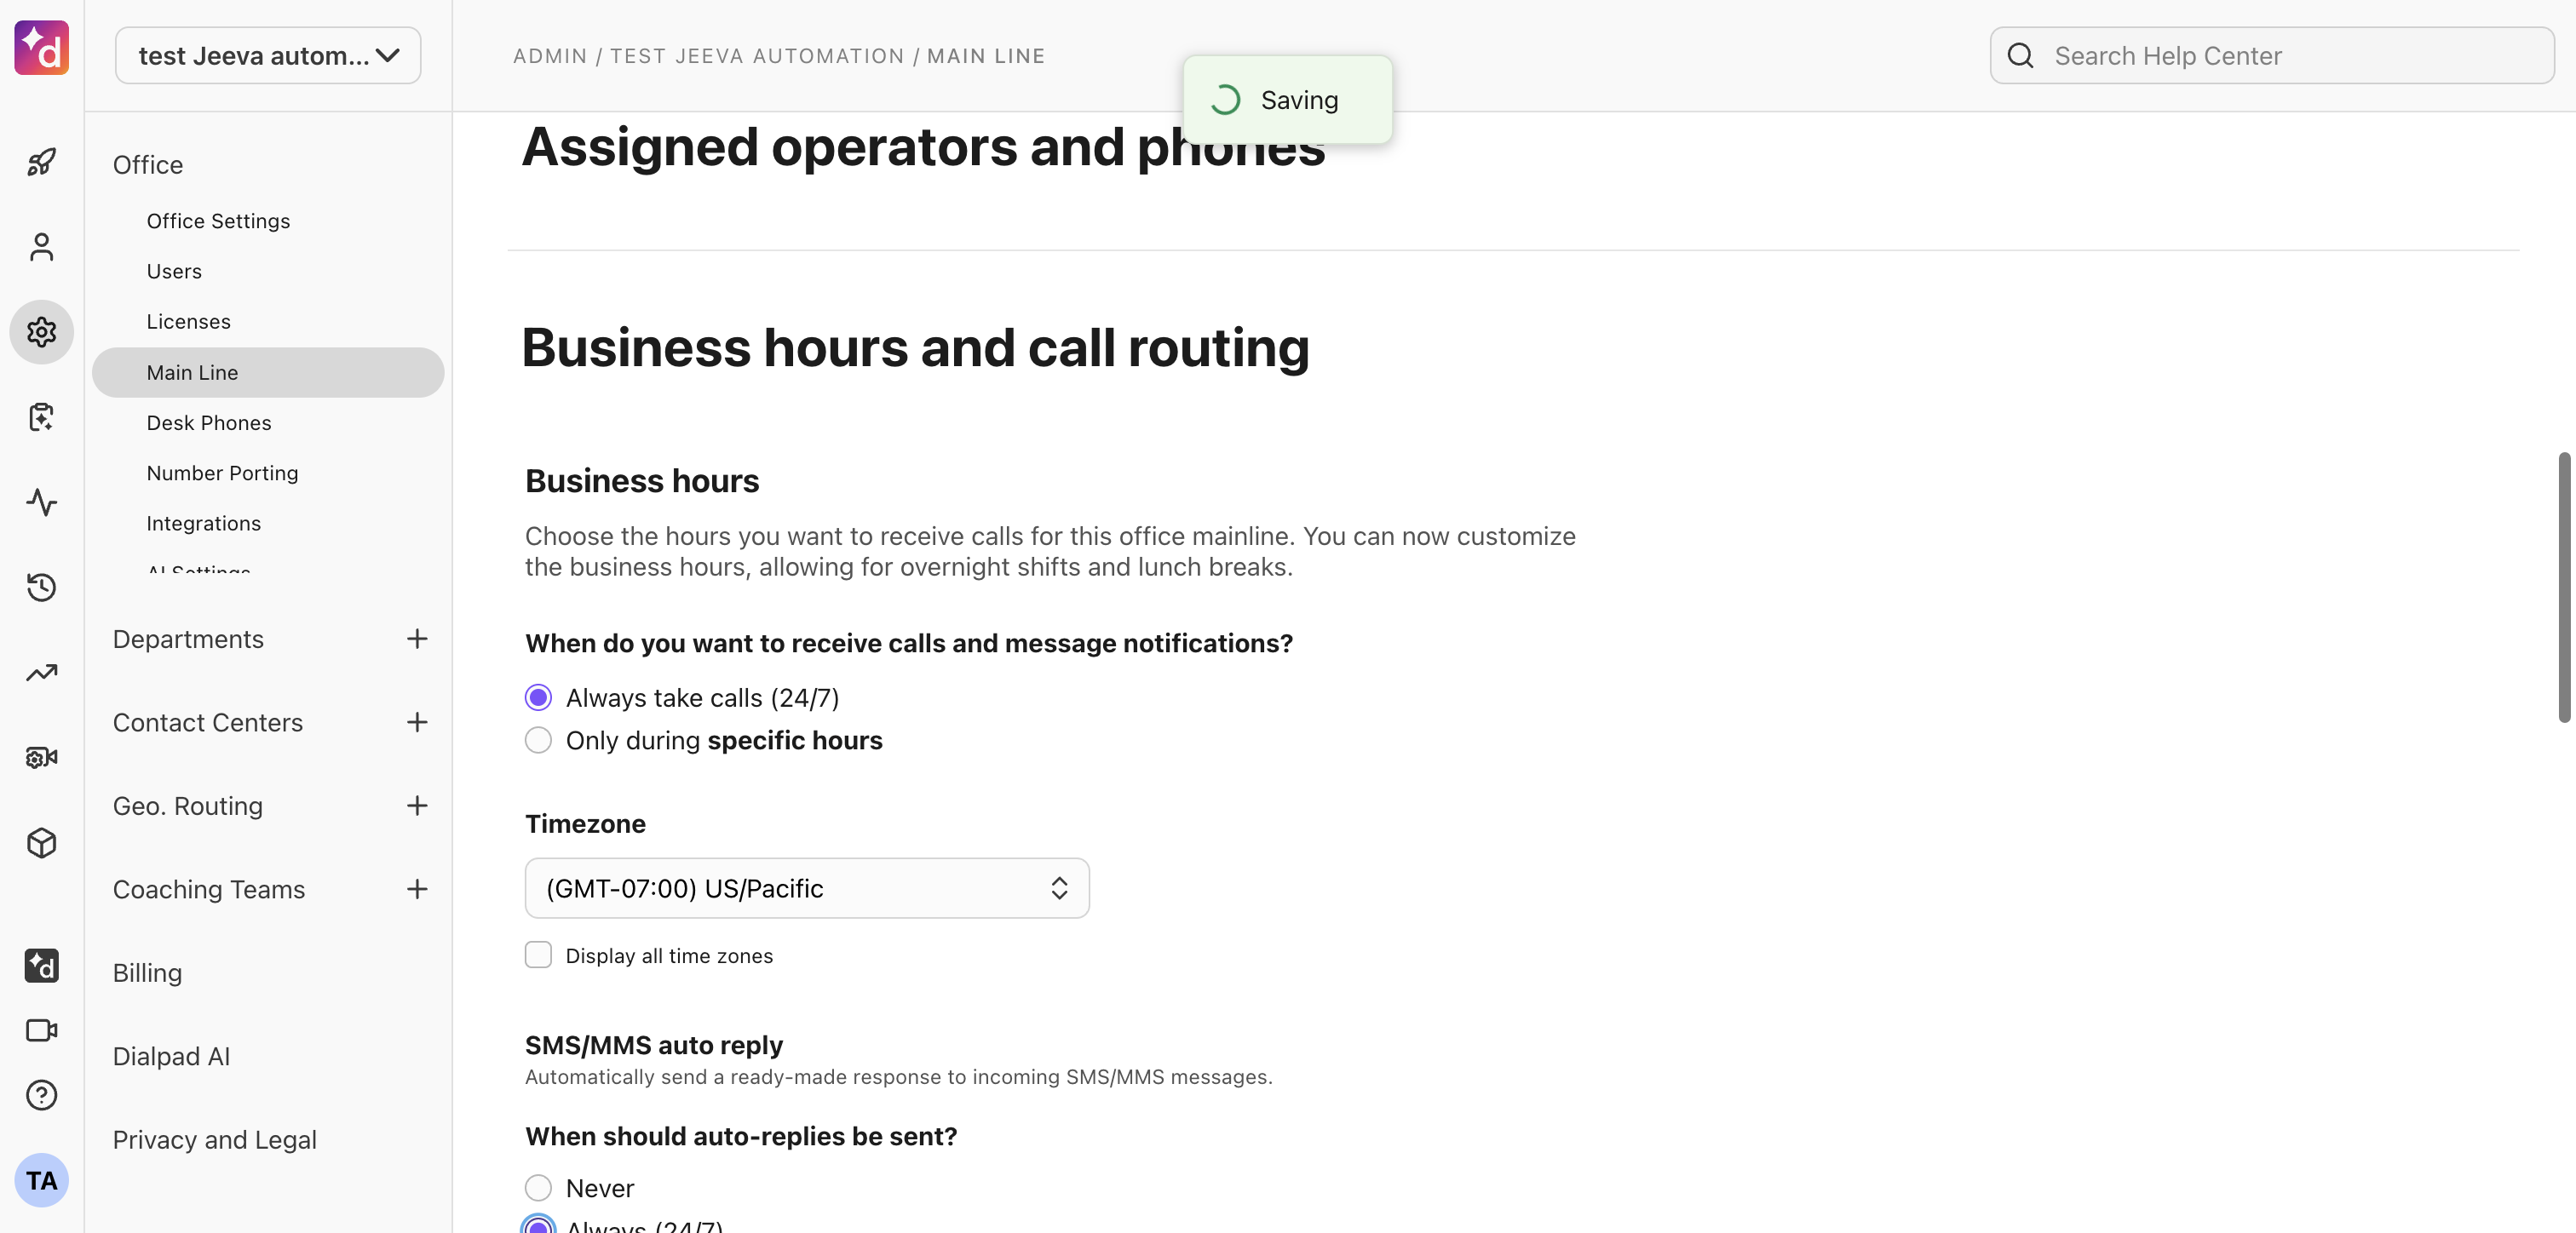 test Jeeva autom...
ADMIN / TEST JEEVA AUTOMATION / MAIN LINE
Saving
Search Help Center
Office
Office Settings
Users
Licenses
Main Line
Desk Phones
Number Porting
Integrations
AI Settings
Departments
Contact Centers
Geo. Routing
Coaching Teams
Billing
Dialpad AI
Privacy and Legal
TA
Assigned operators and phones
Business hours and call routing
Business hours
Choose the hours you want to receive calls for this office mainline. You can now customize
the business hours, allowing for overnight shifts and lunch breaks.
When do you want to receive calls and message notifications?
Always take calls (24/7)
Only during specific hours
Timezone
(GMT-07:00) US/Pacific
Display all time zones
SMS/MMS auto reply
Automatically send a ready-made response to incoming SMS/MMS messages.
When should auto-replies be sent?
Never
Always (24/7)